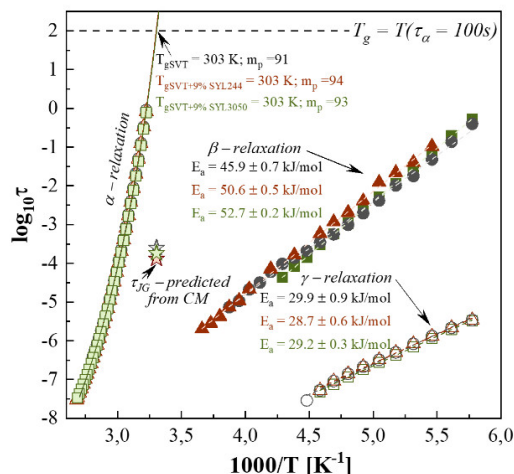 T_g = T(τ_α = 100s)
T_gSVT = 303 K; m_p =91
T_gSVT+9% SYL244 = 303 K; m_p =94
T_gSVT+9% SYL3050 = 303 K; m_p =93
α – relaxation
β – relaxation
E_a = 45.9 ± 0.7 kJ/mol
E_a = 50.6 ± 0.5 kJ/mol
E_a = 52.7 ± 0.2 kJ/mol
τ_JG – predicted
from CM
γ – relaxation
E_a = 29.9 ± 0.9 kJ/mol
E_a = 28.7 ± 0.6 kJ/mol
E_a = 29.2 ± 0.3 kJ/mol
log₁₀τ
2
1
0
-1
-2
-3
-4
-5
-6
-7
-8
3,0 3,5 4,0 4,5 5,0 5,5 6,0
1000/T [K⁻¹]